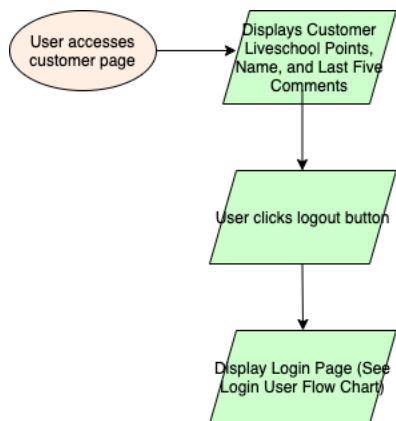 User accesses
customer page
Displays Customer
Liveschool Points,
Name, and Last Five
Comments
User clicks logout button
Display Login Page (See
Login User Flow Chart)